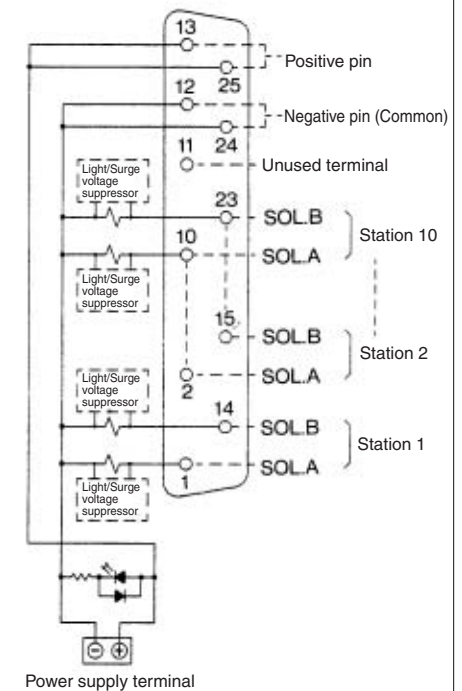 13
Positive pin
25
12
Negative pin (Common)
24
11
Unused terminal
Light/Surge
voltage
suppressor
23
SOL.B
Station 10
10
SOL.A
Light/Surge
voltage
suppressor
15
SOL.B
Station 2
Light/Surge
voltage
suppressor
2
SOL.A
14
SOL.B
Station 1
SOL.A
1
Light/Surge
voltage
suppressor
⊖ ⊕
Power supply terminal